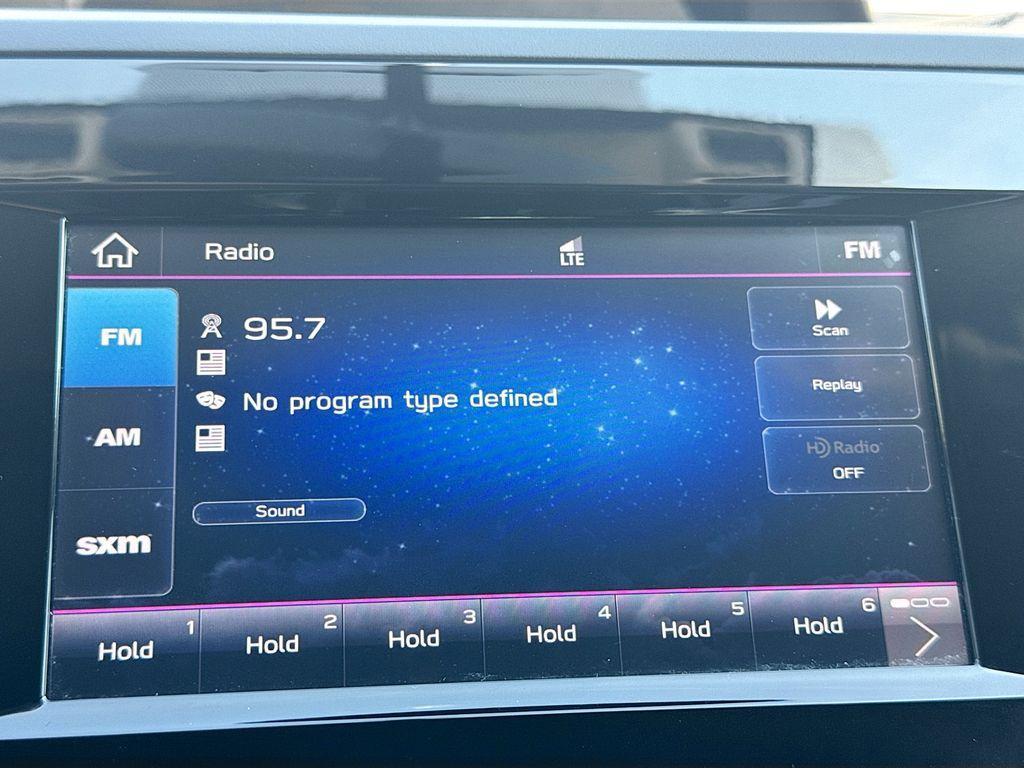 Radio
LTE
FM
FM
95.7
Scan
No program type defined
Replay
AM
HD Radio
OFF
Sound
sxm
1
Hold
2
Hold
3
Hold
4
Hold
5
Hold
6
Hold